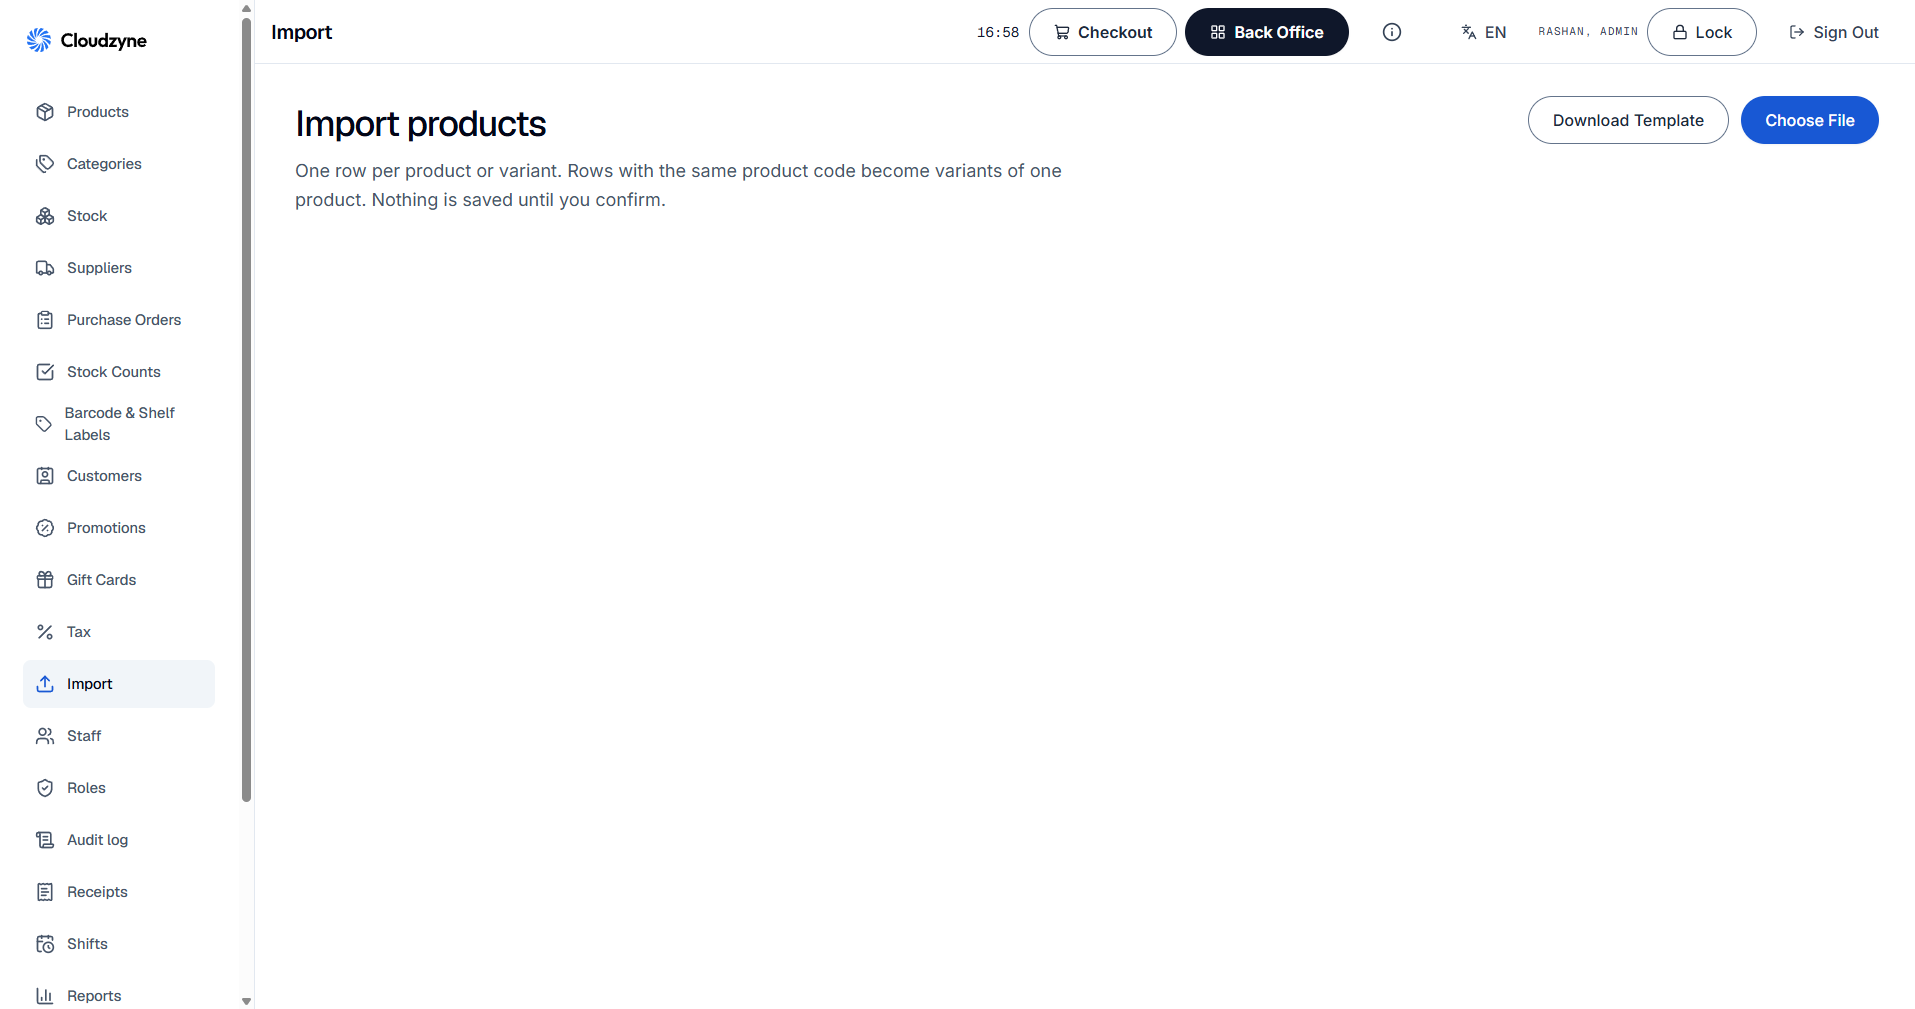 Cloudzyne
Products
Categories
Stock
Suppliers
Purchase Orders
Stock Counts
Barcode & Shelf
Labels
Customers
Promotions
Gift Cards
Tax
Import
Staff
Roles
Audit log
Receipts
Shifts
Reports
Import
16:58
Checkout
Back Office
EN
RASHAN, ADMIN
Lock
Sign Out
Import products
One row per product or variant. Rows with the same product code become variants of one
product. Nothing is saved until you confirm.
Download Template
Choose File